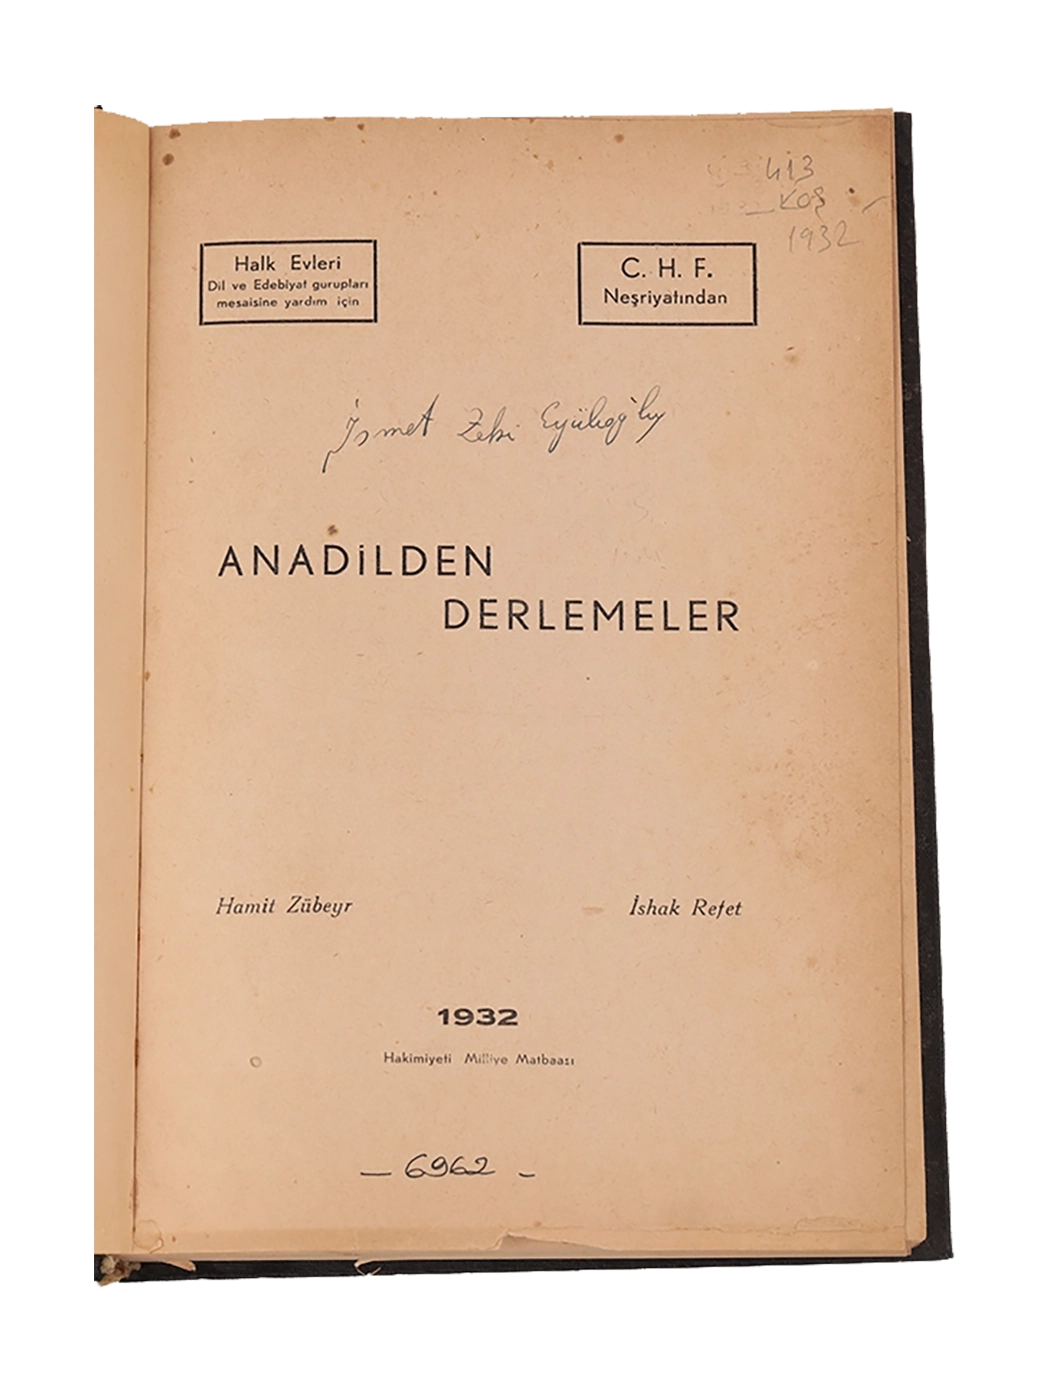 413
KOŞ
1932
Halk Evleri
Dil ve Edebiyat gurupları
mesaisine yardım için
C. H. F.
Neşriyatından
İsmet Zeki Eyüboğlu
ANADİLDEN
DERLEMELER
Hamit Zübeyr
İshak Refet
1932
Hakimiyeti Milliye Matbaası
— 6962 -